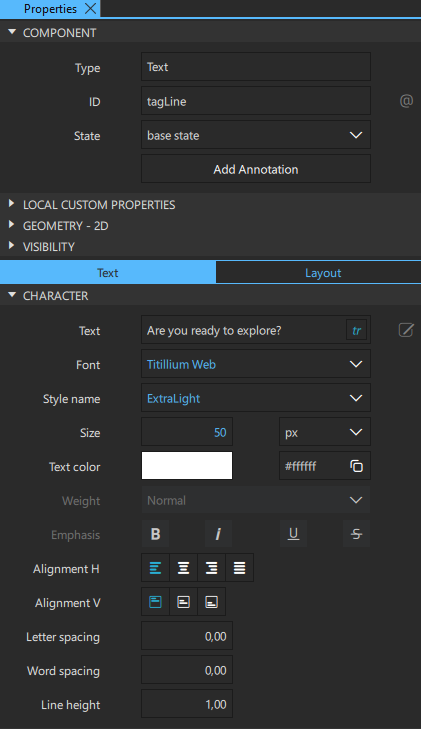 Properties
COMPONENT
Type Text
ID tagLine @
State base state
Add Annotation
LOCAL CUSTOM PROPERTIES
GEOMETRY - 2D
VISIBILITY
Text Layout
CHARACTER
Text Are you ready to explore? tr
Font Titillium Web
Style name ExtraLight
Size 50 px
Text color #ffffff
Weight Normal
Emphasis B i U S
Alignment H
Alignment V
Letter spacing 0,00
Word spacing 0,00
Line height 1,00